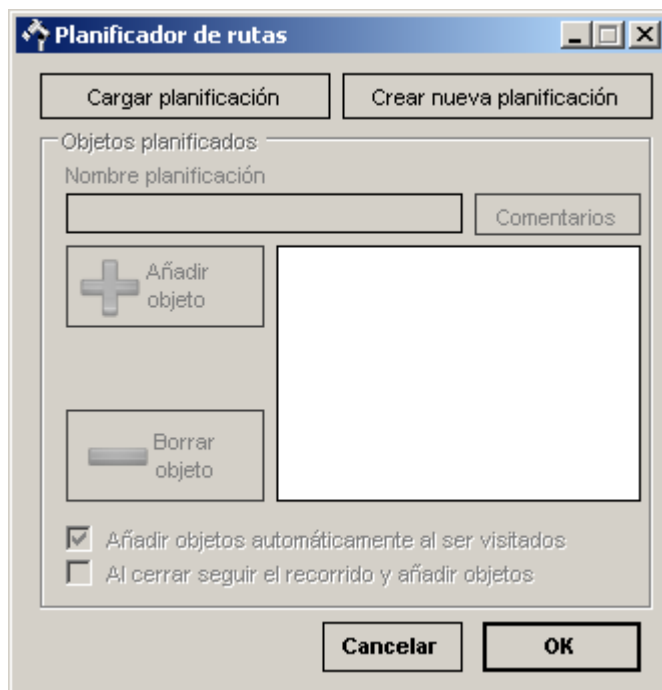 Planificador de rutas
Cargar planificación
Crear nueva planificación
Objetos planificados
Nombre planificación
Comentarios
Añadir
objeto
Borrar
objeto
Añadir objetos automáticamente al ser visitados
Al cerrar seguir el recorrido y añadir objetos
Cancelar
OK